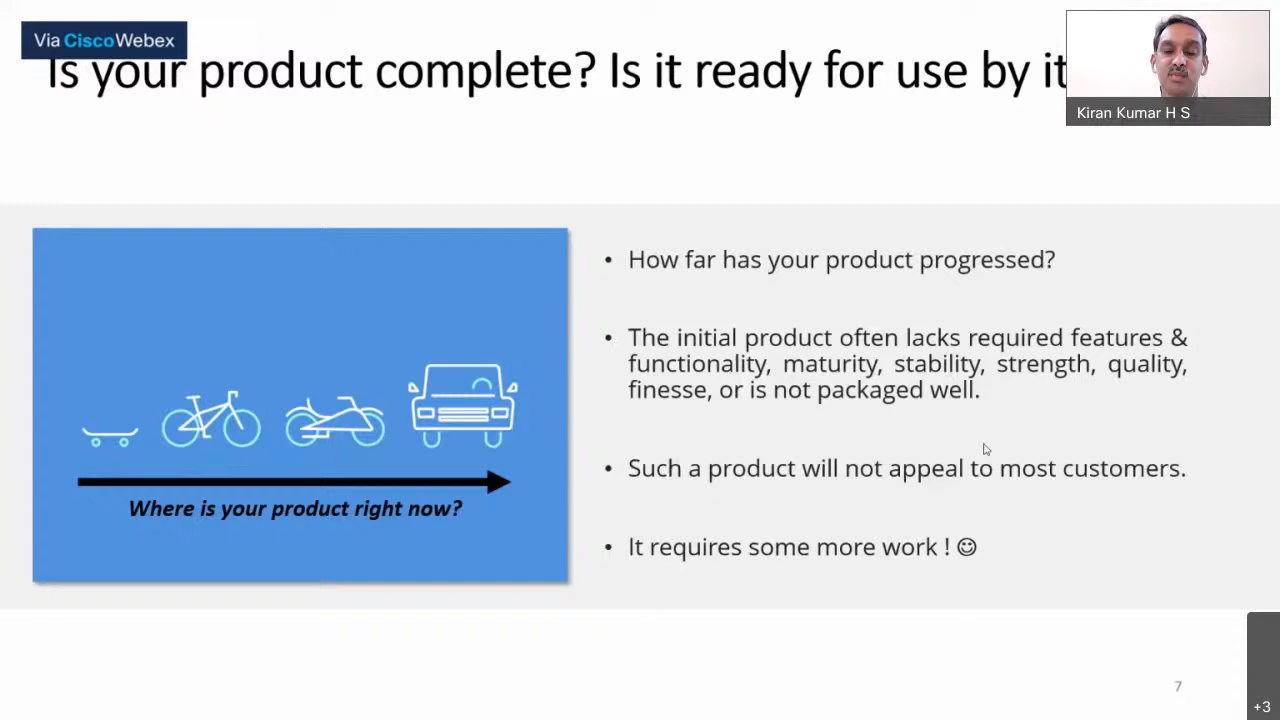 Via CiscoWebex
Is your product complete? Is it ready for use by it
Kiran Kumar H S
• How far has your product progressed?
• The initial product often lacks required features &
functionality, maturity, stability, strength, quality,
finesse, or is not packaged well.
• Such a product will not appeal to most customers.
• It requires some more work ! ☺
Where is your product right now?
7
+3